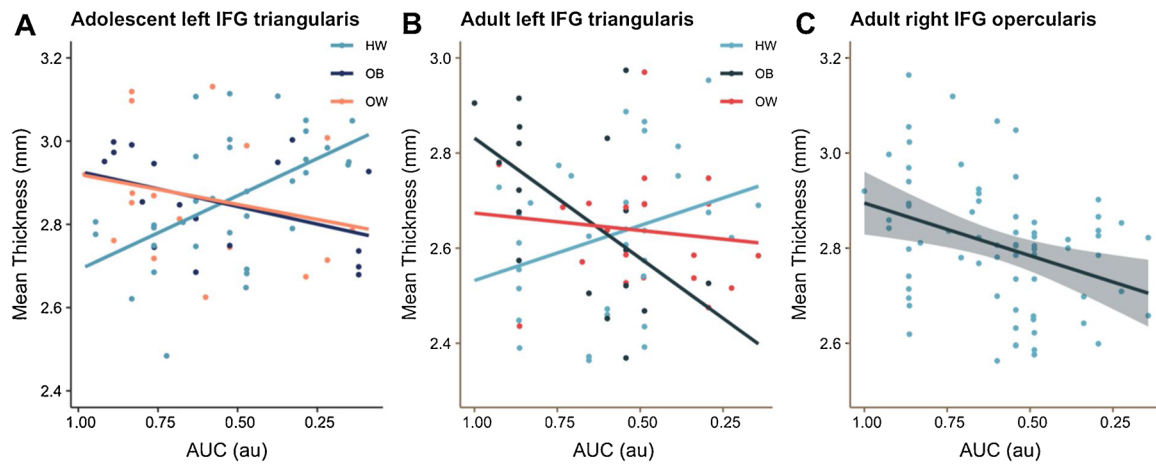 A Adolescent left IFG triangularis
HW
OB
OW
Mean Thickness (mm)
3.2
3.0
2.8
2.6
2.4
1.00 0.75 0.50 0.25
AUC (au)
B Adult left IFG triangularis
HW
OB
OW
Mean Thickness (mm)
3.0
2.8
2.6
2.4
1.00 0.75 0.50 0.25
AUC (au)
C Adult right IFG opercularis
Mean Thickness (mm)
3.2
3.0
2.8
2.6
1.00 0.75 0.50 0.25
AUC (au)